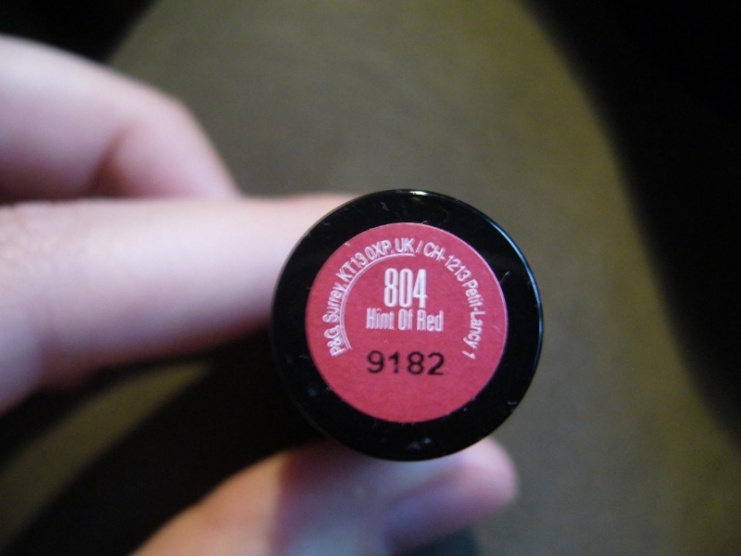 P&G, Surrey, KT13 0XP, UK / CH-1213 Petit-Lancy 1
804
Hint Of Red
9182